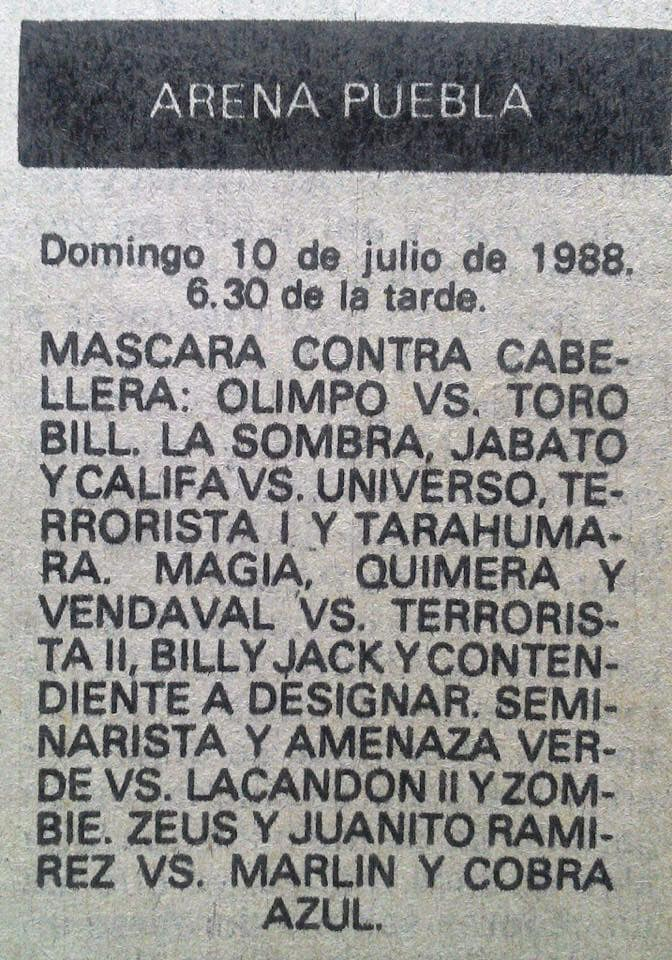 ARENA PUEBLA
Domingo 10 de julio de 1988.
6.30 de la tarde.
MASCARA CONTRA CABE-
LLERA: OLIMPO VS. TORO
BILL. LA SOMBRA, JABATO
Y CALIFA VS. UNIVERSO, TE-
RRORISTA I Y TARAHUMA-
RA. MAGIA, QUIMERA Y
VENDAVAL VS. TERRORIS-
TA II, BILLY JACK Y CONTEN-
DIENTE A DESIGNAR. SEMI-
NARISTA Y AMENAZA VER-
DE VS. LACANDON II Y ZOM-
BIE. ZEUS Y JUANITO RAMI-
REZ VS. MARLIN Y COBRA
AZUL.